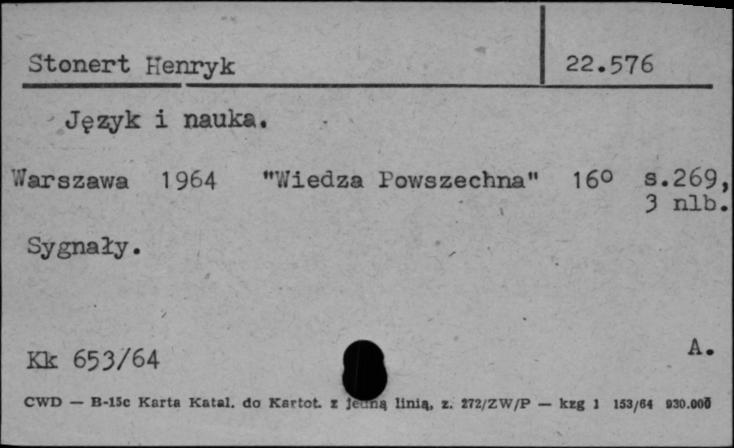 Stonert Henryk 22.576
Język i nauka.
Warszawa 1964 "Wiedza Powszechna" 16° s.269,
3 nlb.
Sygnały.
Kk 653/64 A.
CWD — B-15c Karta Katal. do Kartot. z jedną linią, z. 272/ZW/P — kzg 1 153/64 930.000